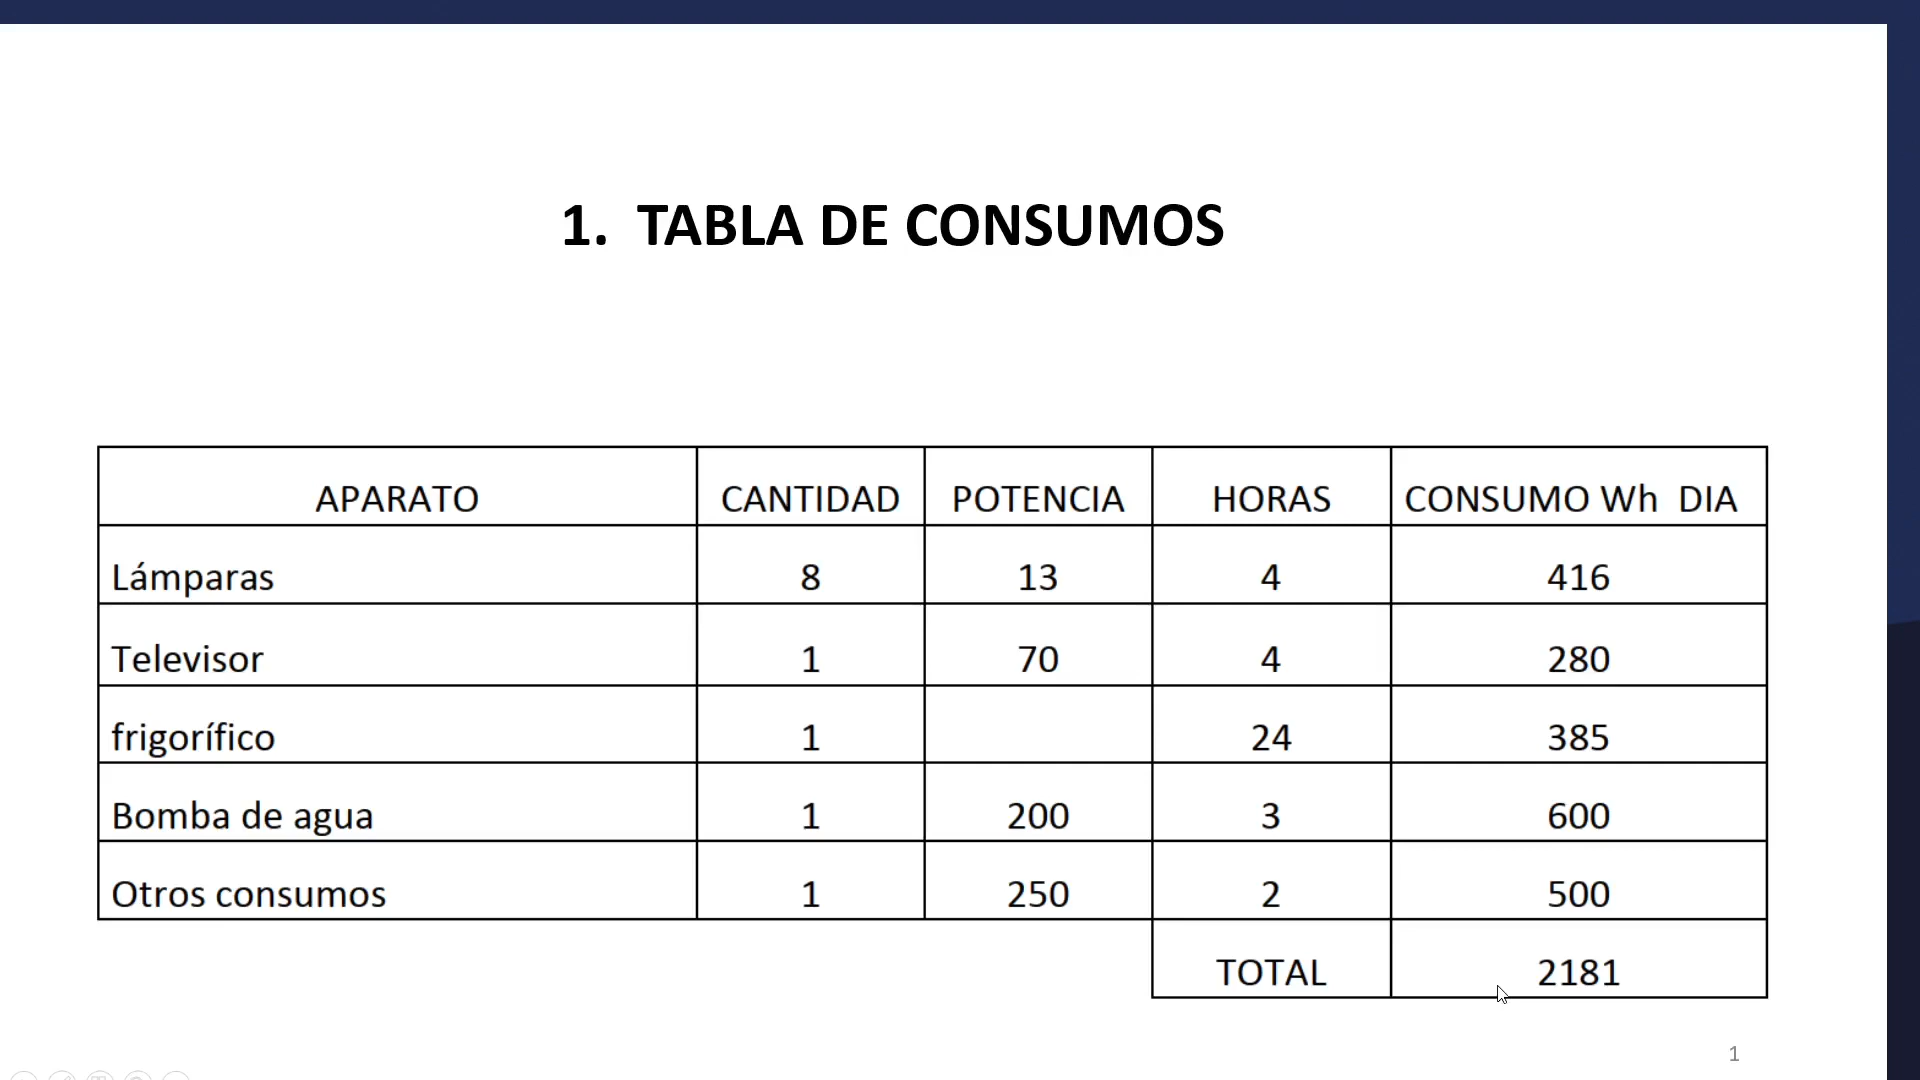 1. TABLA DE CONSUMOS
APARATO CANTIDAD POTENCIA HORAS CONSUMO Wh DIA
Lámparas 8 13 4 416
Televisor 1 70 4 280
frigorífico 1 24 385
Bomba de agua 1 200 3 600
Otros consumos 1 250 2 500
TOTAL 2181
1